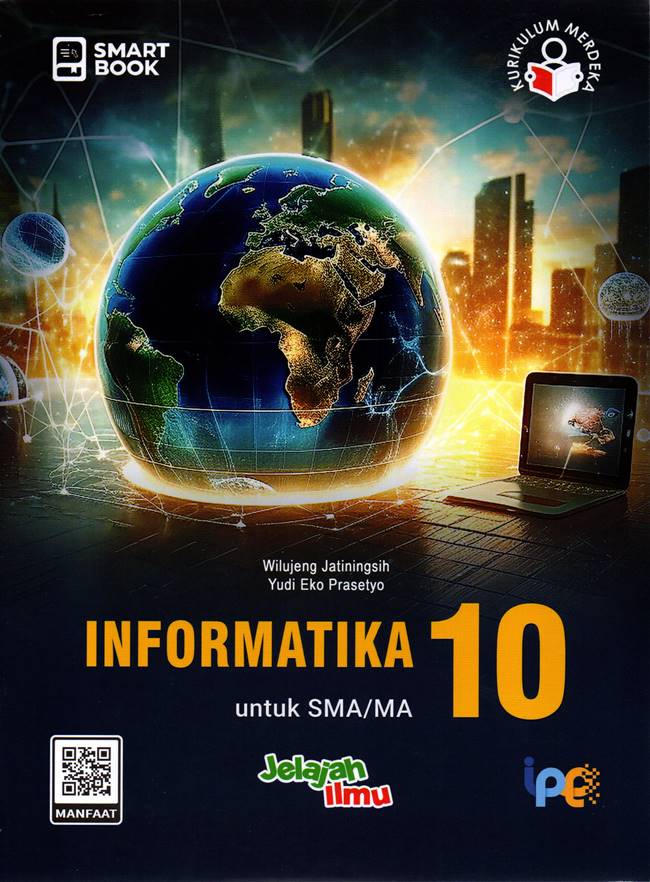 SMART
BOOK
KURIKULUM MERDEKA
Wilujeng Jatiningsih
Yudi Eko Prasetyo
INFORMATIKA 10
untuk SMA/MA
MANFAAT
Jelajah
Ilmu
ipe